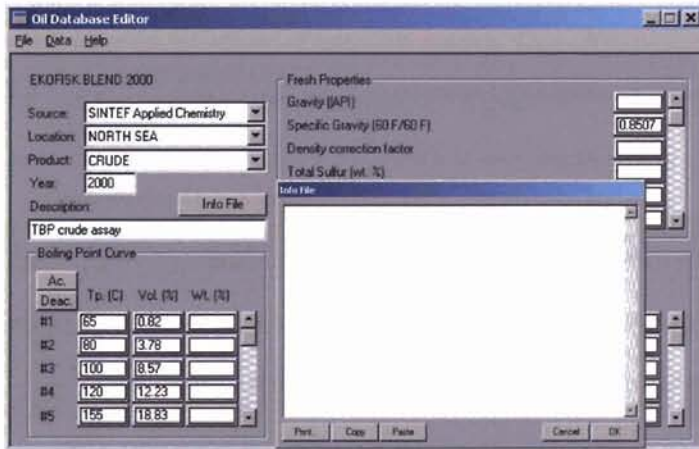 Oil Database Editor
File Data Help
EKOFISK BLEND 2000
Source: SINTEF Applied Chemistry
Location: NORTH SEA
Product: CRUDE
Year: 2000
Description: Info File
TBP crude assay
Boiling Point Curve
Ac.
Deac. Tp. (C) Vol. (%) Wt. (%)
#1 65 0.82
#2 80 3.78
#3 100 8.57
#4 120 12.23
#5 155 18.83
Fresh Properties
Gravity (API)
Specific Gravity (60 F/60 F) 0.8507
Density correction factor
Total Sulfur (wt. %)
Info File
Print.. Copy Paste Cancel OK